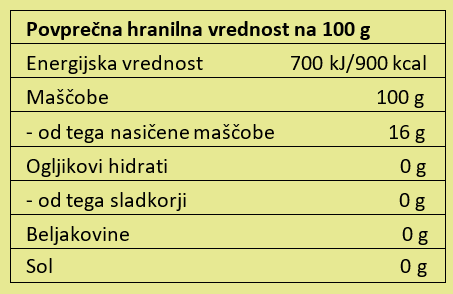 Povprečna hranilna vrednost na 100 g
Energijska vrednost 700 kJ/900 kcal
Maščobe 100 g
- od tega nasičene maščobe 16 g
Ogljikovi hidrati 0 g
- od tega sladkorji 0 g
Beljakovine 0 g
Sol 0 g